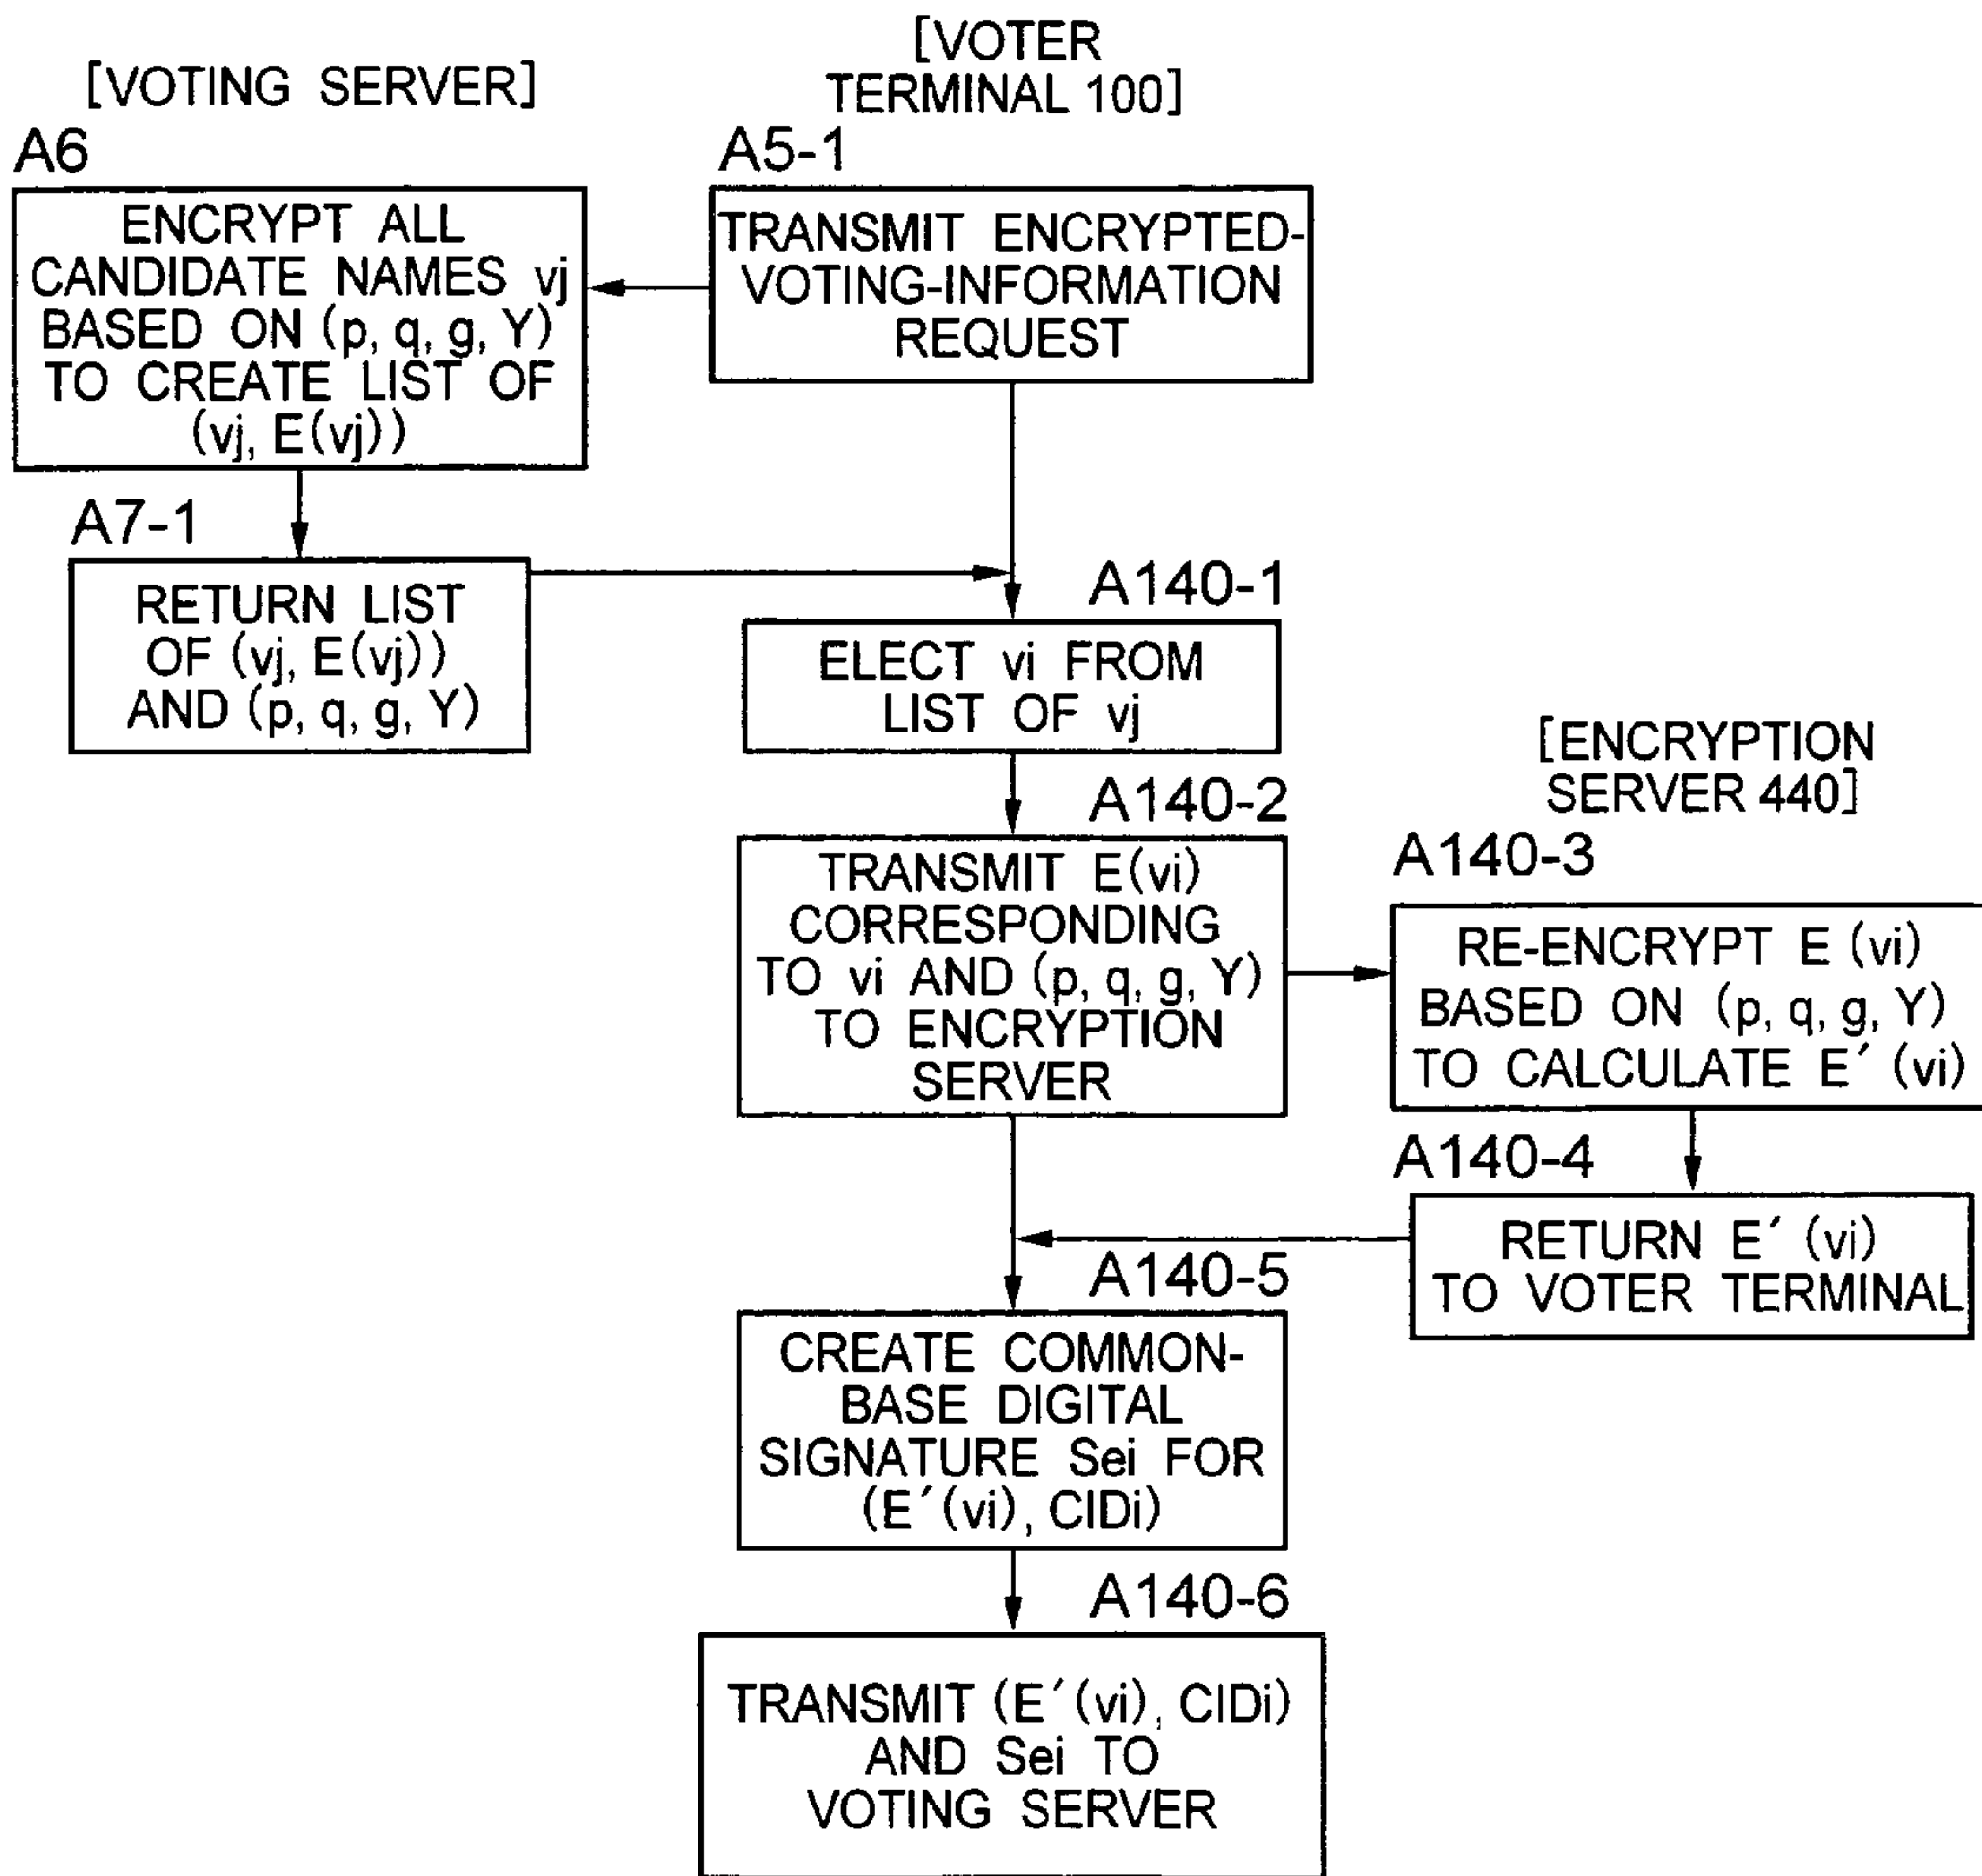 [VOTING SERVER]
[VOTER
TERMINAL 100]
A6
ENCRYPT ALL
CANDIDATE NAMES vj
BASED ON (p, q, g, Y)
TO CREATE LIST OF
(vj, E(vj))
A5-1
TRANSMIT ENCRYPTED-
VOTING-INFORMATION
REQUEST
A7-1
RETURN LIST
OF (vj, E(vj))
AND (p, q, g, Y)
A140-1
ELECT vi FROM
LIST OF vj
A140-2
TRANSMIT E(vi)
CORRESPONDING
TO vi AND (p, q, g, Y)
TO ENCRYPTION
SERVER
[ENCRYPTION
SERVER 440]
A140-3
RE-ENCRYPT E (vi)
BASED ON (p, q, g, Y)
TO CALCULATE E′ (vi)
A140-4
RETURN E′ (vi)
TO VOTER TERMINAL
A140-5
CREATE COMMON-
BASE DIGITAL
SIGNATURE Sei FOR
(E′(vi), CIDi)
A140-6
TRANSMIT (E′(vi), CIDi)
AND Sei TO
VOTING SERVER